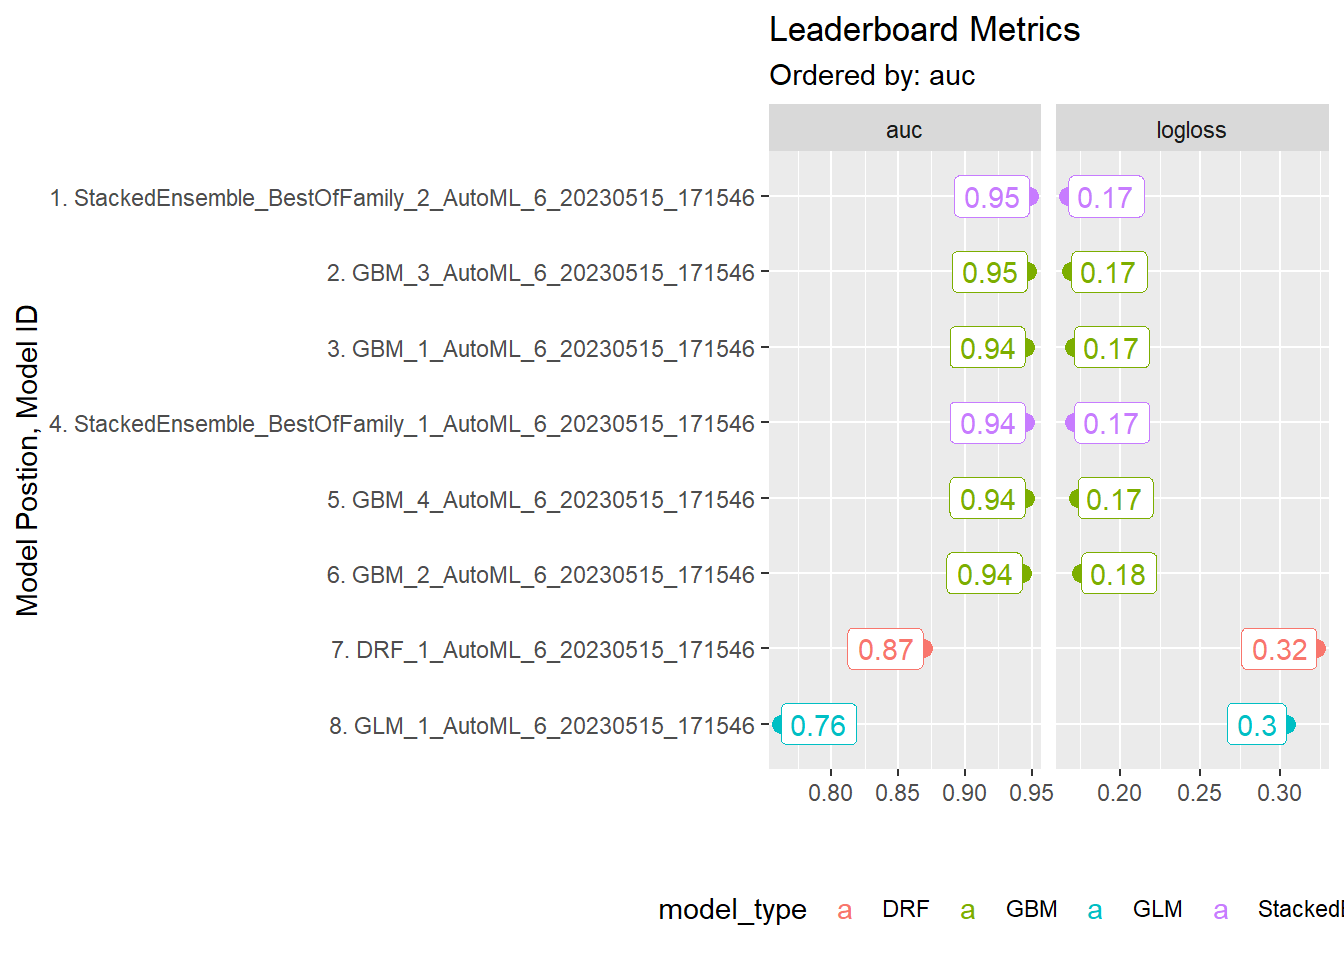 Leaderboard Metrics
Ordered by: auc
auc logloss
Model Postion, Model ID
1. StackedEnsemble_BestOfFamily_2_AutoML_6_20230515_171546 0.95 0.17
2. GBM_3_AutoML_6_20230515_171546 0.95 0.17
3. GBM_1_AutoML_6_20230515_171546 0.94 0.17
4. StackedEnsemble_BestOfFamily_1_AutoML_6_20230515_171546 0.94 0.17
5. GBM_4_AutoML_6_20230515_171546 0.94 0.17
6. GBM_2_AutoML_6_20230515_171546 0.94 0.18
7. DRF_1_AutoML_6_20230515_171546 0.87 0.32
8. GLM_1_AutoML_6_20230515_171546 0.76 0.3
0.80 0.85 0.90 0.95 0.20 0.25 0.30
model_type a DRF a GBM a GLM a Stacked